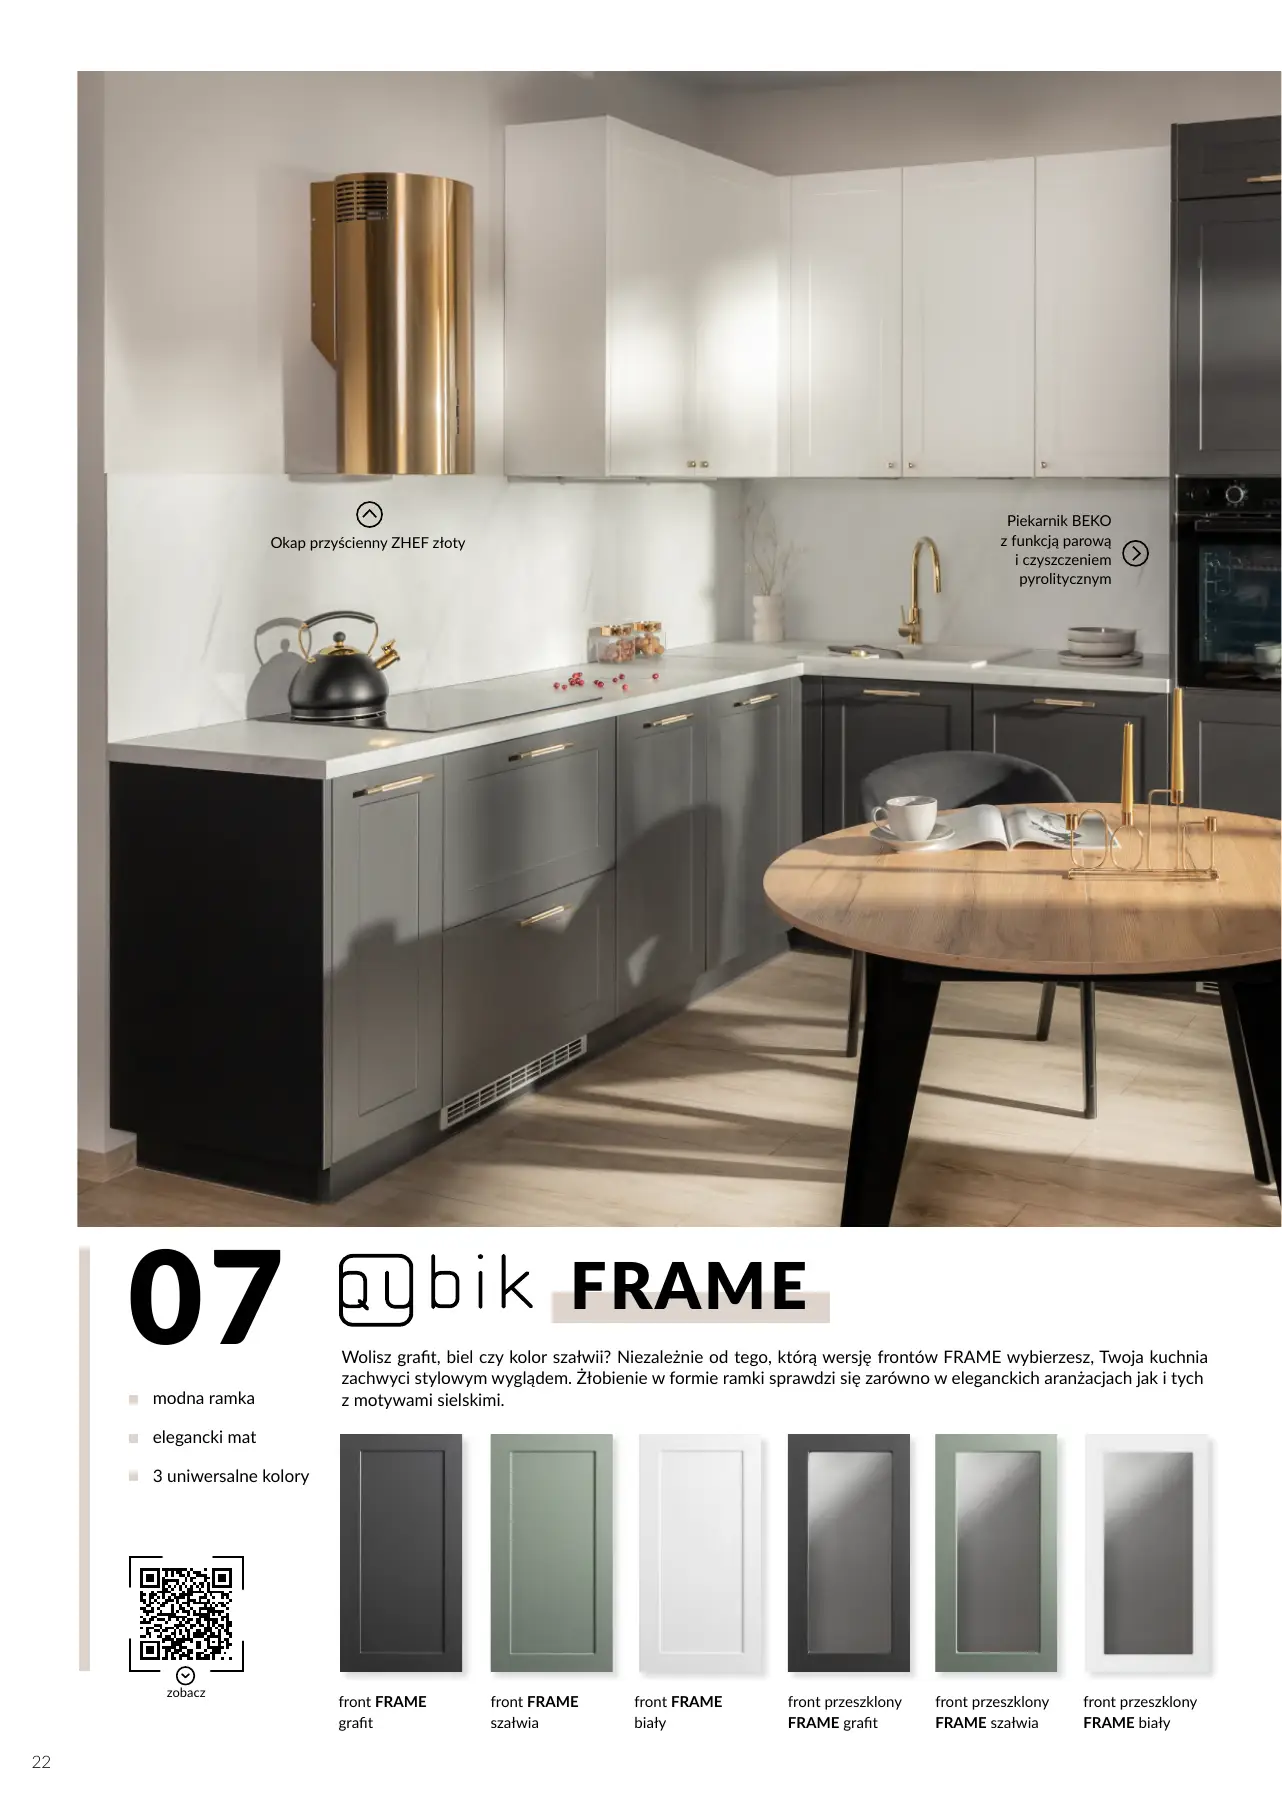 Okap przyścienny ZHEF złoty
Piekarnik BEKO
z funkcją parową
i czyszczeniem
pyrolitycznym
07
Qubik FRAME
Wolisz grafit, biel czy kolor szałwii? Niezależnie od tego, którą wersję frontów FRAME wybierzesz, Twoja kuchnia
zachwyci stylowym wyglądem. Żłobienie w formie ramki sprawdzi się zarówno w eleganckich aranżacjach jak i tych
z motywami sielskimi.
modna ramka
elegancki mat
3 uniwersalne kolory
zobacz
front FRAME
grafit
front FRAME
szałwia
front FRAME
biały
front przeszklony
FRAME grafit
front przeszklony
FRAME szałwia
front przeszklony
FRAME biały
22